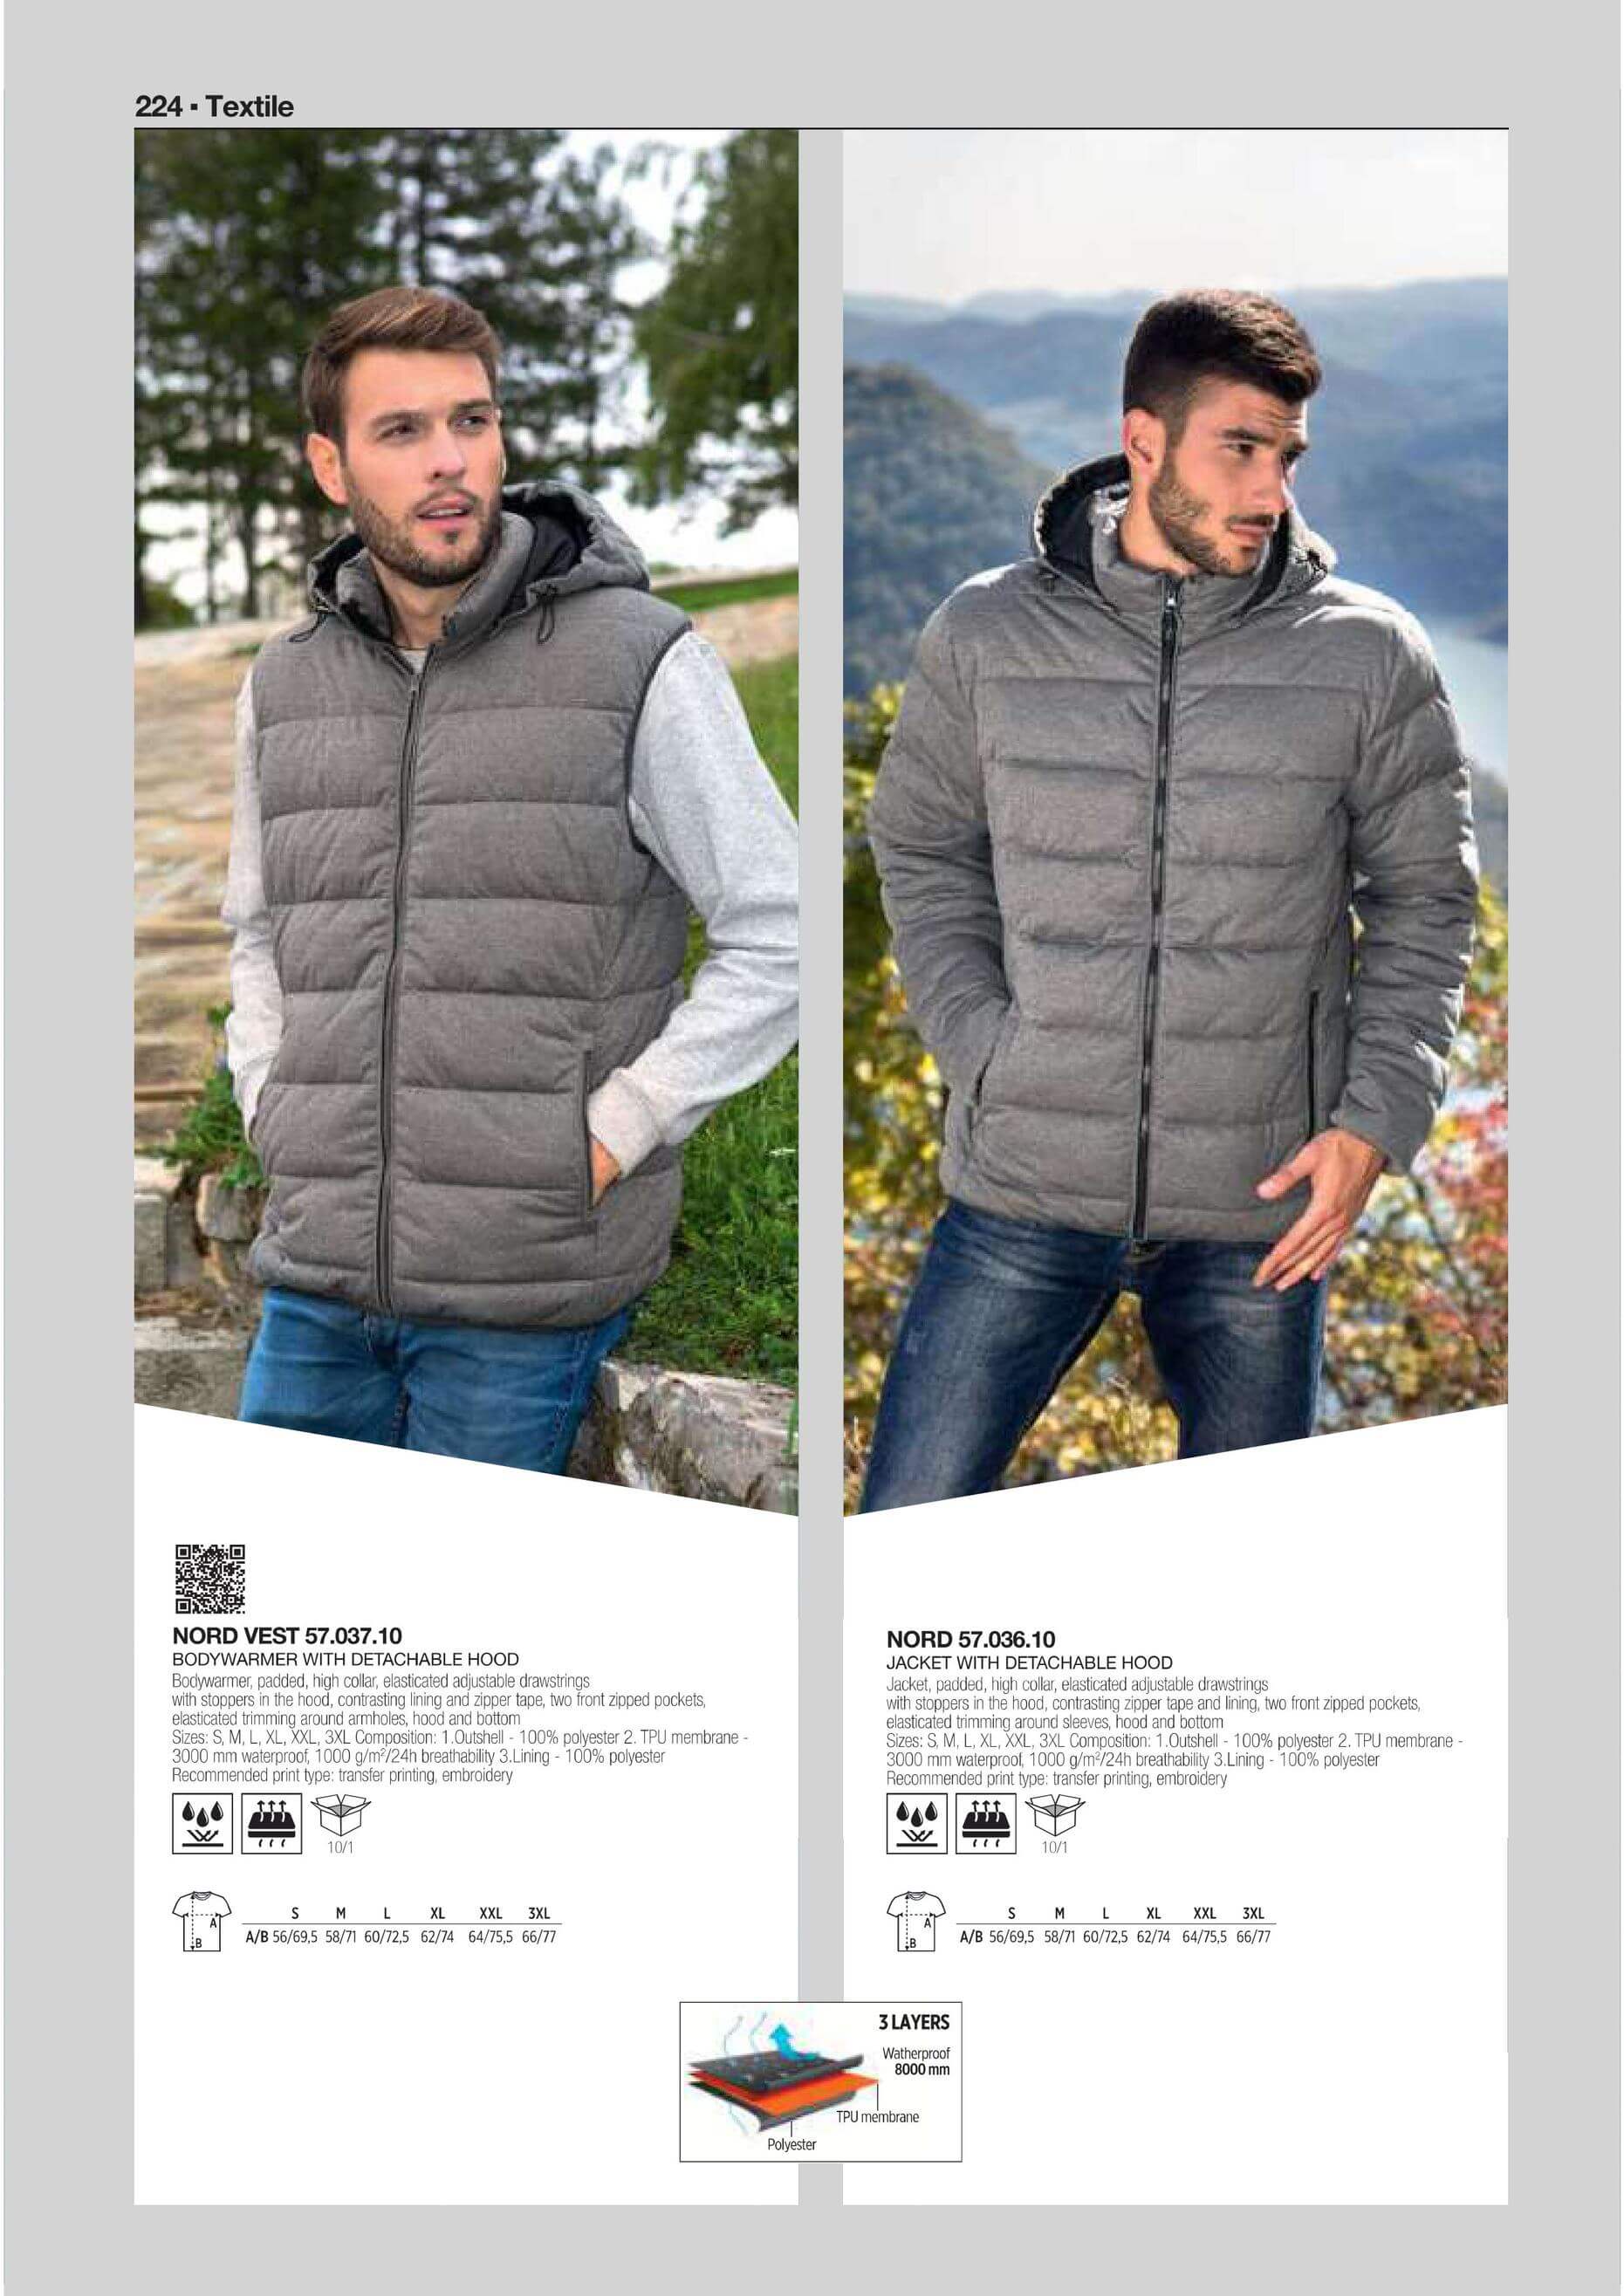 224 ▪ Textile
NORD VEST 57.037.10
BODYWARMER WITH DETACHABLE HOOD
Bodywarmer, padded, high collar, elasticated adjustable drawstrings
with stoppers in the hood, contrasting lining and zipper tape, two front zipped pockets,
elasticated trimming around armholes, hood and bottom
Sizes: S, M, L, XL, XXL, 3XL Composition: 1.Outshell - 100% polyester 2. TPU membrane -
3000 mm waterproof, 1000 g/m²/24h breathability 3.Lining - 100% polyester
Recommended print type: transfer printing, embroidery
10/1
A
B
S M L XL XXL 3XL
A/B 56/69,5 58/71 60/72,5 62/74 64/75,5 66/77
NORD 57.036.10
JACKET WITH DETACHABLE HOOD
Jacket, padded, high collar, elasticated adjustable drawstrings
with stoppers in the hood, contrasting zipper tape and lining, two front zipped pockets,
elasticated trimming around sleeves, hood and bottom
Sizes: S, M, L, XL, XXL, 3XL Composition: 1.Outshell - 100% polyester 2. TPU membrane -
3000 mm waterproof, 1000 g/m²/24h breathability 3.Lining - 100% polyester
Recommended print type: transfer printing, embroidery
10/1
A
B
S M L XL XXL 3XL
A/B 56/69,5 58/71 60/72,5 62/74 64/75,5 66/77
3 LAYERS
Watherproof
8000 mm
TPU membrane
Polyester